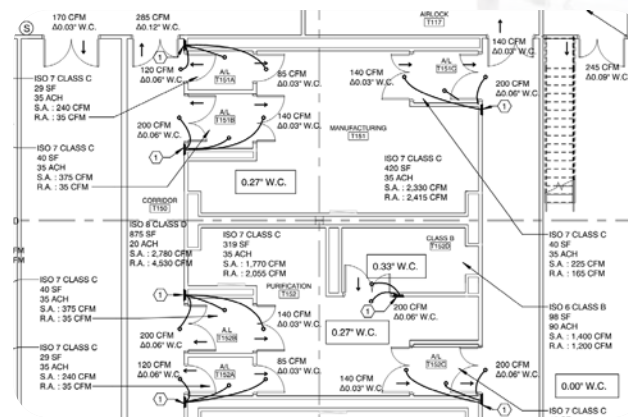 170 CFM
Δ0.03" W.C.
285 CFM
Δ0.12" W.C.
AIRLOCK
T117
S
1
140 CFM
Δ0.03" W.C.
245 CFM
Δ0.09" W.C.
120 CFM
Δ0.06" W.C.
A/L
T151A
85 CFM
Δ0.03" W.C.
140 CFM
Δ0.03" W.C.
A/L
T151C
200 CFM
Δ0.06" W.C.
1
ISO 7 CLASS C
29 SF
35 ACH
S.A. : 240 CFM
R.A. : 35 CFM
200 CFM
Δ0.06" W.C.
A/L
T151B
140 CFM
Δ0.03" W.C.
MANUFACTURING
T151
ISO 7 CLASS C
40 SF
35 ACH
S.A. : 375 CFM
R.A. : 35 CFM
1
ISO 7 CLASS C
420 SF
35 ACH
S.A. : 2,330 CFM
R.A. : 2,415 CFM
0.27" W.C.
CORRIDOR
T150
D
ISO 8 CLASS D
875 SF
20 ACH
S.A. : 2,780 CFM
R.A. : 4,530 CFM
ISO 7 CLASS C
319 SF
35 ACH
S.A. : 1,770 CFM
R.A. : 2,055 CFM
CLASS B
T152D
ISO 7 CLASS C
40 SF
35 ACH
S.A. : 225 CFM
R.A. : 165 CFM
FM
FM
0.33" W.C.
ISO 7 CLASS C
40 SF
35 ACH
S.A. : 375 CFM
R.A. : 35 CFM
1
PURIFICATION
T152
200 CFM
Δ0.06" W.C.
1
ISO 6 CLASS B
98 SF
90 ACH
S.A. : 1,400 CFM
R.A. : 1,200 CFM
140 CFM
Δ0.03" W.C.
0.27" W.C.
200 CFM
Δ0.06" W.C.
A.L
T152B
ISO 7 CLASS C
29 SF
35 ACH
S.A. : 240 CFM
R.A. : 35 CFM
120 CFM
Δ0.06" W.C.
A/L
T152A
85 CFM
Δ0.03" W.C.
140 CFM
Δ0.03" W.C.
A/L
T152C
200 CFM
Δ0.06" W.C.
0.00" W.C.
1
1
ISO 7 CLASS C